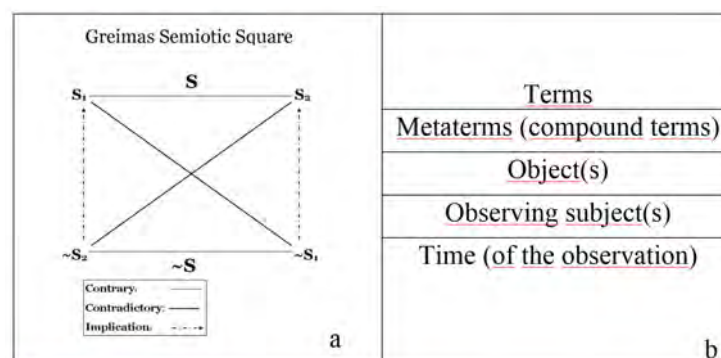 Greimas Semiotic Square
S
S₁ S₂
~S₂ ~S₁
~S
Contrary:
Contradictory:
Implication:
a
Terms
Metaterms (compound terms)
Object(s)
Observing subject(s)
Time (of the observation)
b